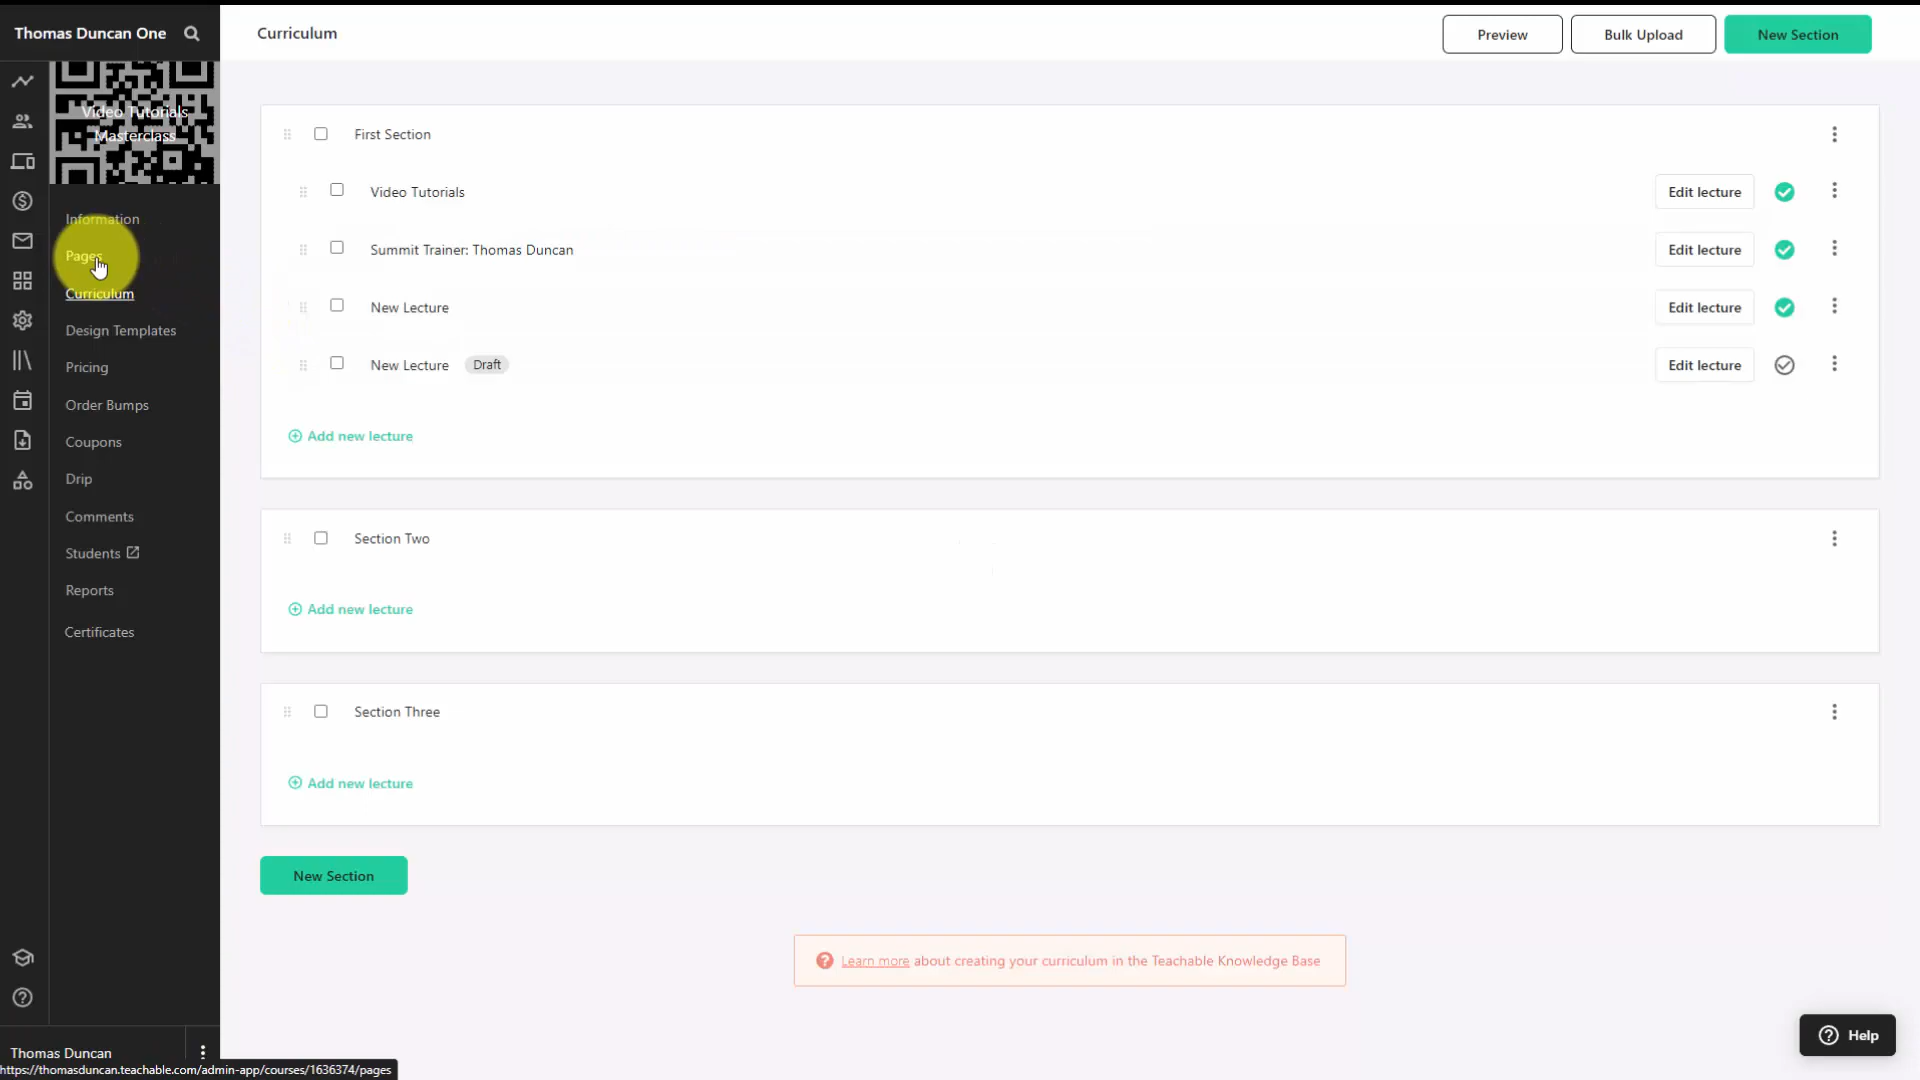 Thomas Duncan One
Curriculum
Preview
Bulk Upload
New Section
Video Tutorials
Masterclass
Information
Pages
Curriculum
Design Templates
Pricing
Order Bumps
Coupons
Drip
Comments
Students
Reports
Certificates
First Section
Video Tutorials
Edit lecture
Summit Trainer: Thomas Duncan
Edit lecture
New Lecture
Edit lecture
New Lecture Draft
Edit lecture
Add new lecture
Section Two
Add new lecture
Section Three
Add new lecture
New Section
Learn more about creating your curriculum in the Teachable Knowledge Base
Help
Thomas Duncan
https://thomasduncan.teachable.com/admin-app/courses/1636374/pages